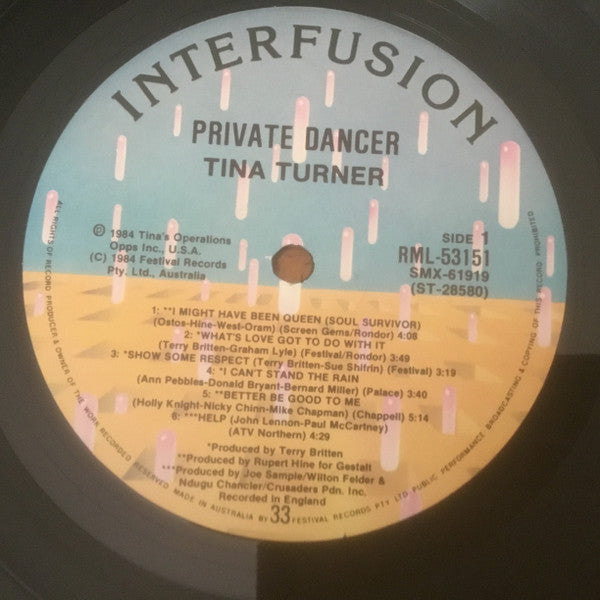 INTERFUSION
PRIVATE DANCER
TINA TURNER
℗ 1984 Tina's Operations
Opps Inc., U.S.A.
(C) 1984 Festival Records
Pty. Ltd., Australia
SIDE 1
RML-53151
SMX-61919
(ST-28580)
1: **I MIGHT HAVE BEEN QUEEN (SOUL SURVIVOR)
(Ostos-Hine-West-Oram) (Screen Gems/Rondor) 4:08
2: *WHAT'S LOVE GOT TO DO WITH IT
(Terry Britten-Graham Lyle) (Festival/Rondor) 3:49
3: *SHOW SOME RESPECT (Terry Britten-Sue Shifrin) (Festival) 3:19
4: *I CAN'T STAND THE RAIN
(Ann Pebbles-Donald Bryant-Bernard Miller) (Palace) 3:40
5: **BETTER BE GOOD TO ME
(Holly Knight-Nicky Chinn-Mike Chapman) (Chappell) 5:14
6: ***HELP (John Lennon-Paul McCartney)
(ATV Northern) 4:29
*Produced by Terry Britten
**Produced by Rupert Hine for Gestalt
***Produced by Joe Sample/Wilton Felder &
Ndugu Chancler/Crusaders Pdn. Inc.
Recorded in England
33
ALL RIGHTS OF RECORD PRODUCER & OWNER OF THE WORK RECORDED RESERVED. MADE IN AUSTRALIA BY FESTIVAL RECORDS PTY LTD PUBLIC PERFORMANCE BROADCASTING & COPYING OF THIS RECORD PROHIBITED